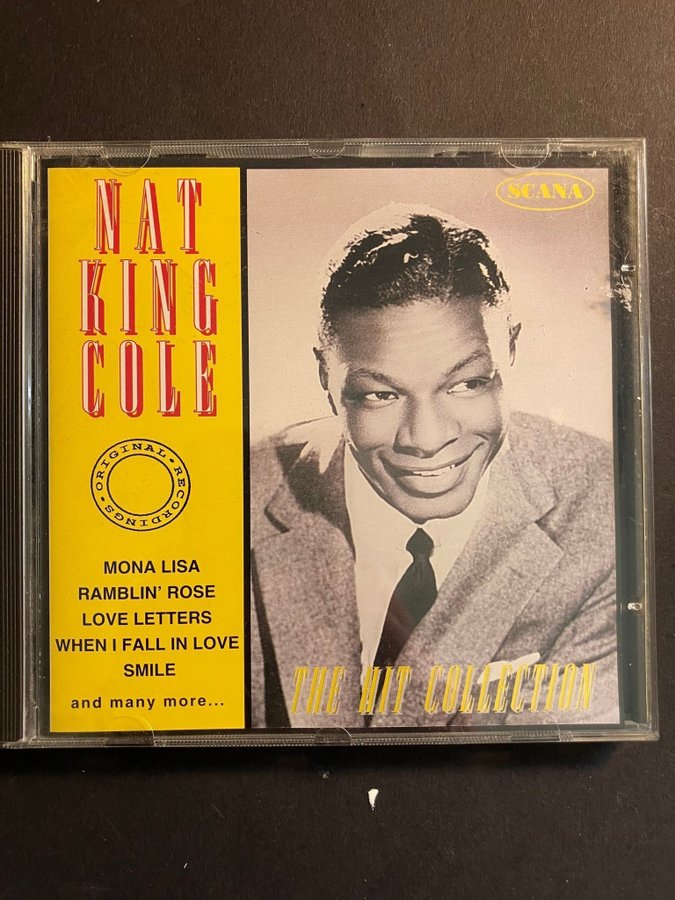 NAT
KING
COLE
SCANA
ORIGINAL · RECORDINGS ·
MONA LISA
RAMBLIN' ROSE
LOVE LETTERS
WHEN I FALL IN LOVE
SMILE
and many more...
THE HIT COLLECTION